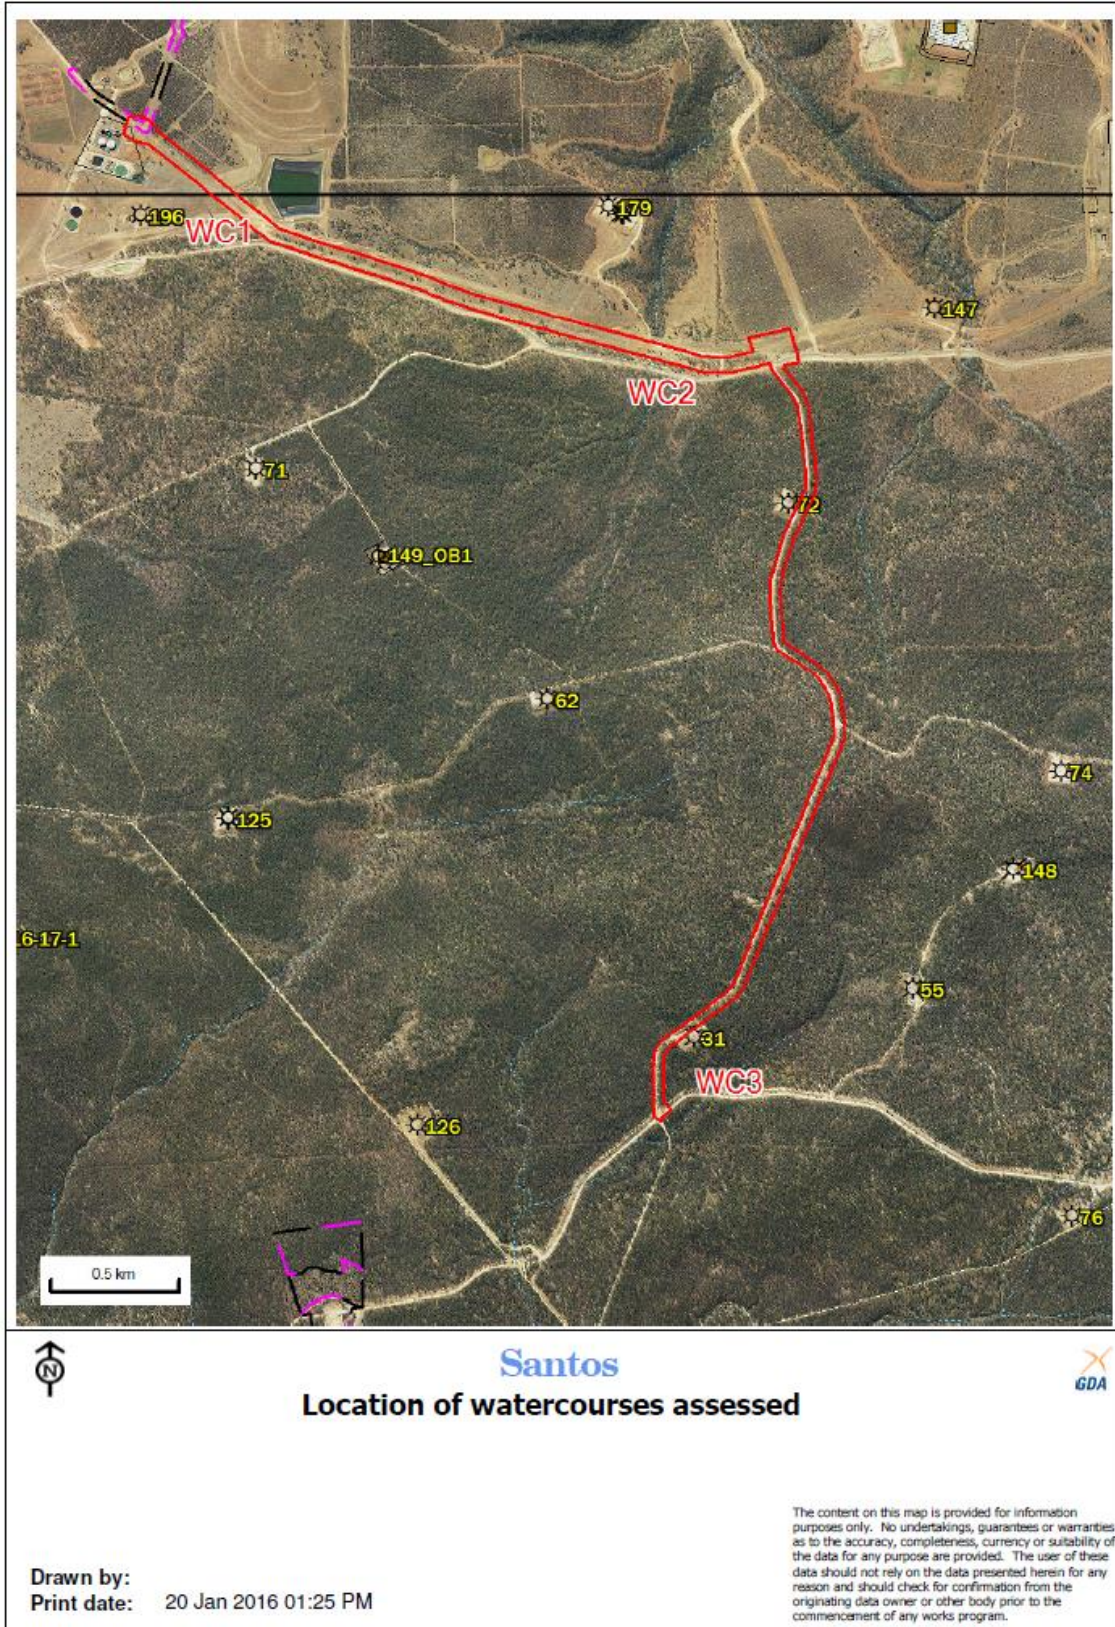 196
WC1
179
147
WC2
71
72
149_OB1
62
74
125
148
16-17-1
55
31
WC3
126
76
0.5 km
N
Santos
GDA
Location of watercourses assessed
The content on this map is provided for information
purposes only. No undertakings, guarantees or warranties
as to the accuracy, completeness, currency or suitability of
the data for any purpose are provided. The user of these
data should not rely on the data presented herein for any
reason and should check for confirmation from the
originating data owner or other body prior to the
commencement of any works program.
Drawn by:
Print date: 20 Jan 2016 01:25 PM